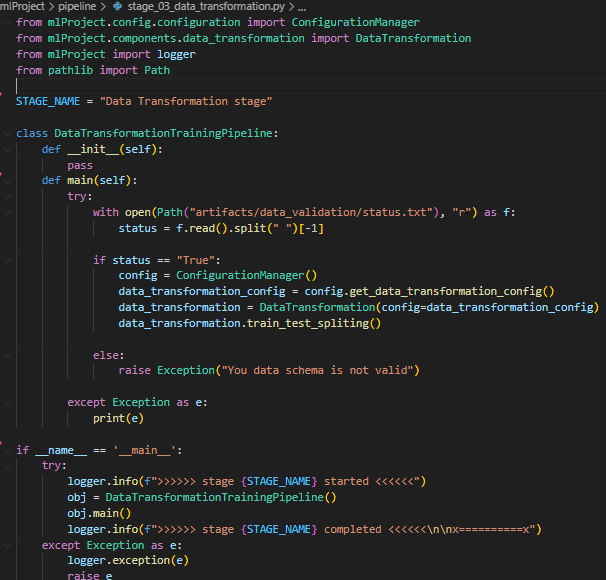 mlProject > pipeline > stage_03_data_transformation.py > ...
from mlProject.config.configuration import ConfigurationManager
from mlProject.components.data_transformation import DataTransformation
from mlProject import logger
from pathlib import Path
STAGE_NAME = "Data Transformation stage"
class DataTransformationTrainingPipeline:
    def __init__(self):
        pass
    def main(self):
        try:
            with open(Path("artifacts/data_validation/status.txt"), "r") as f:
                status = f.read().split(" ")[-1]
            if status == "True":
                config = ConfigurationManager()
                data_transformation_config = config.get_data_transformation_config()
                data_transformation = DataTransformation(config=data_transformation_config)
                data_transformation.train_test_spliting()
            else:
                raise Exception("You data schema is not valid")
        except Exception as e:
            print(e)
if __name__ == '__main__':
    try:
        logger.info(f">>>>>> stage {STAGE_NAME} started <<<<<<")
        obj = DataTransformationTrainingPipeline()
        obj.main()
        logger.info(f">>>>>> stage {STAGE_NAME} completed <<<<<<\n\nx==========x")
    except Exception as e:
        logger.exception(e)
        raise e